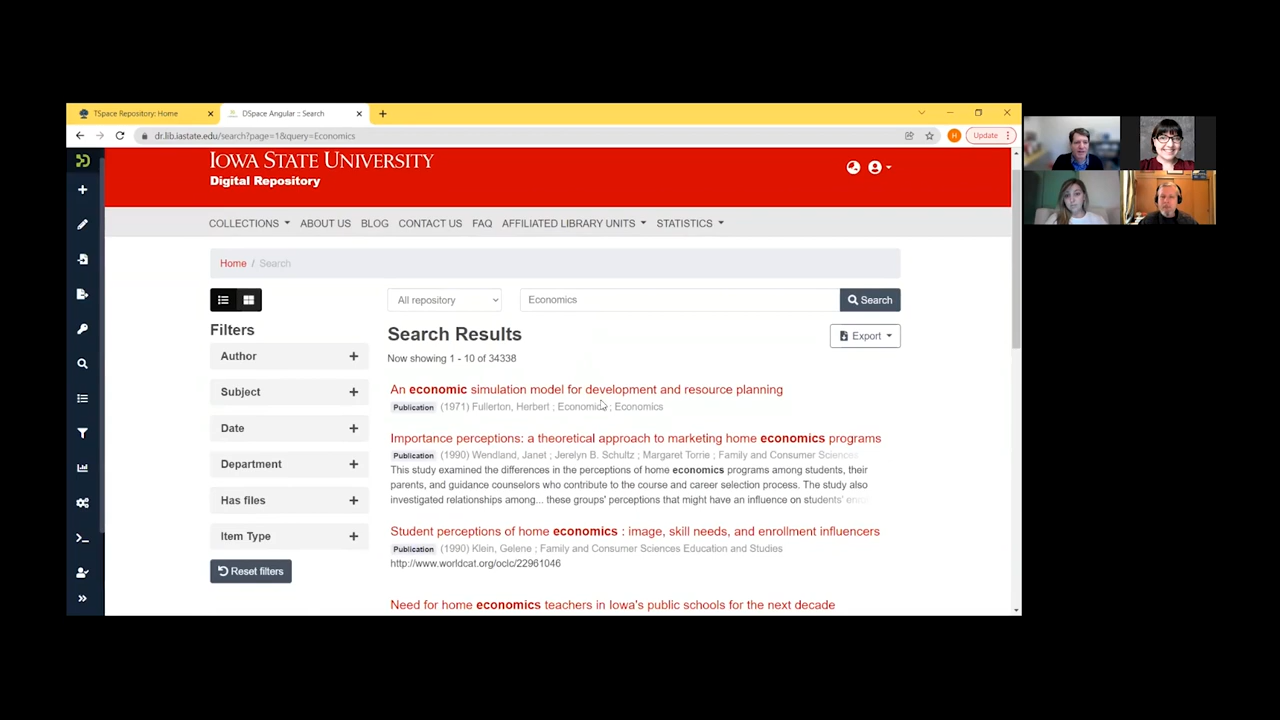 TSpace Repository: Home
DSpace Angular :: Search
dr.lib.iastate.edu/search?page=1&query=Economics
H
Update
IOWA STATE UNIVERSITY
Digital Repository
COLLECTIONS ABOUT US BLOG CONTACT US FAQ AFFILIATED LIBRARY UNITS STATISTICS
Home / Search
All repository
Economics
Search
Filters
Author
Subject
Date
Department
Has files
Item Type
Reset filters
Search Results
Export
Now showing 1 - 10 of 34338
An economic simulation model for development and resource planning
Publication (1971) Fullerton, Herbert ; Economics ; Economics
Importance perceptions: a theoretical approach to marketing home economics programs
Publication (1990) Wendland, Janet ; Jerelyn B. Schultz ; Margaret Torrie ; Family and Consumer Sciences
This study examined the differences in the perceptions of home economics programs among students, their
parents, and guidance counselors who contribute to the course and career selection process. The study also
investigated relationships among... these groups' perceptions that might have an influence on students'
Student perceptions of home economics : image, skill needs, and enrollment influencers
Publication (1990) Klein, Gelene ; Family and Consumer Sciences Education and Studies
http://www.worldcat.org/oclc/22961046
Need for home economics teachers in Iowa's public schools for the next decade